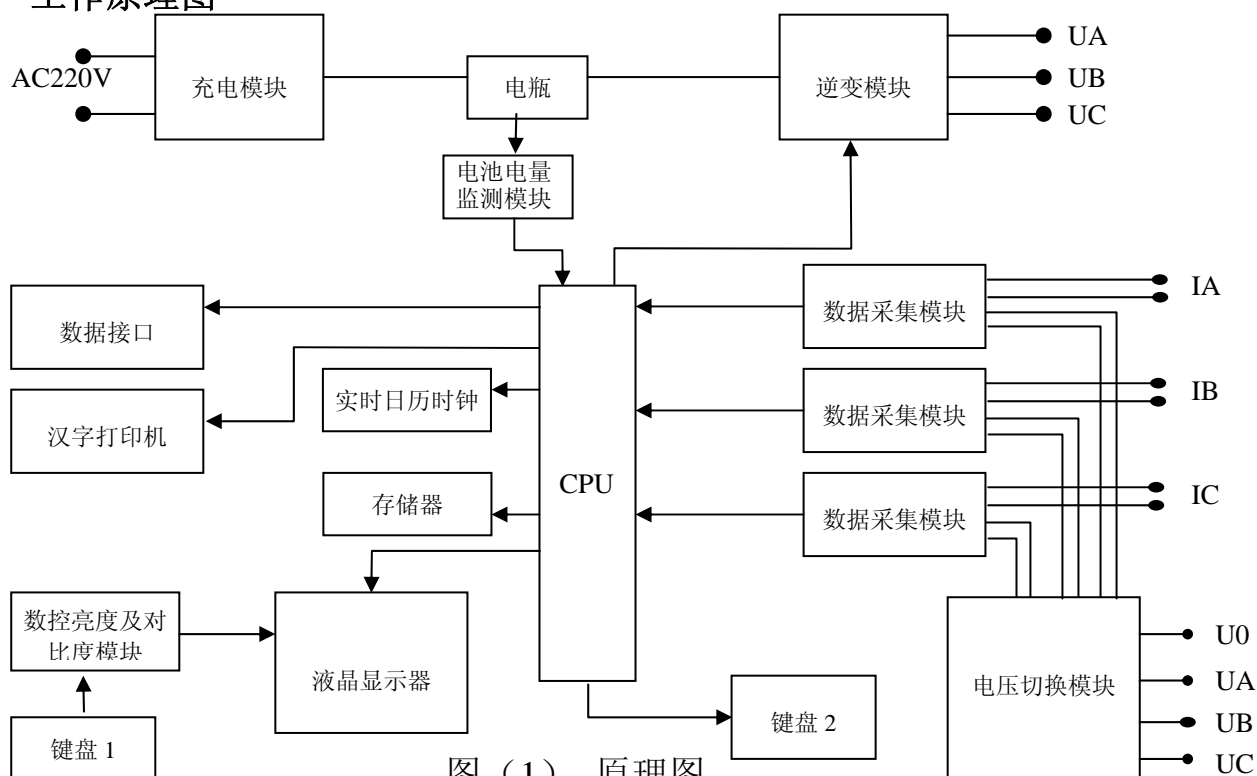 工作原理图
AC220V
充电模块
电瓶
逆变模块
UA
UB
UC
电池电量
监测模块
数据接口
汉字打印机
实时日历时钟
存储器
CPU
数据采集模块
IA
数据采集模块
IB
数据采集模块
IC
数控亮度及对
比度模块
键盘 1
液晶显示器
键盘 2
电压切换模块
U0
UA
UB
UC
图（1） 原理图